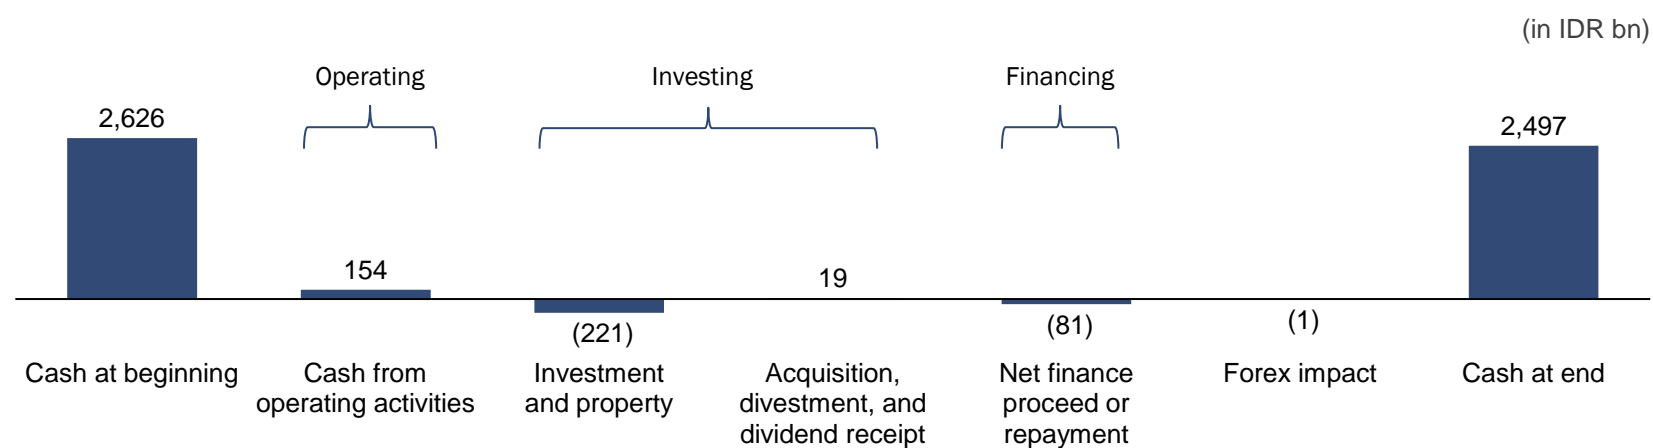 (in IDR bn)
Operating
Investing
Financing
2,626
154
(221)
19
(81)
(1)
2,497
Cash at beginning
Cash from
operating activities
Investment
and property
Acquisition,
divestment, and
dividend receipt
Net finance
proceed or
repayment
Forex impact
Cash at end